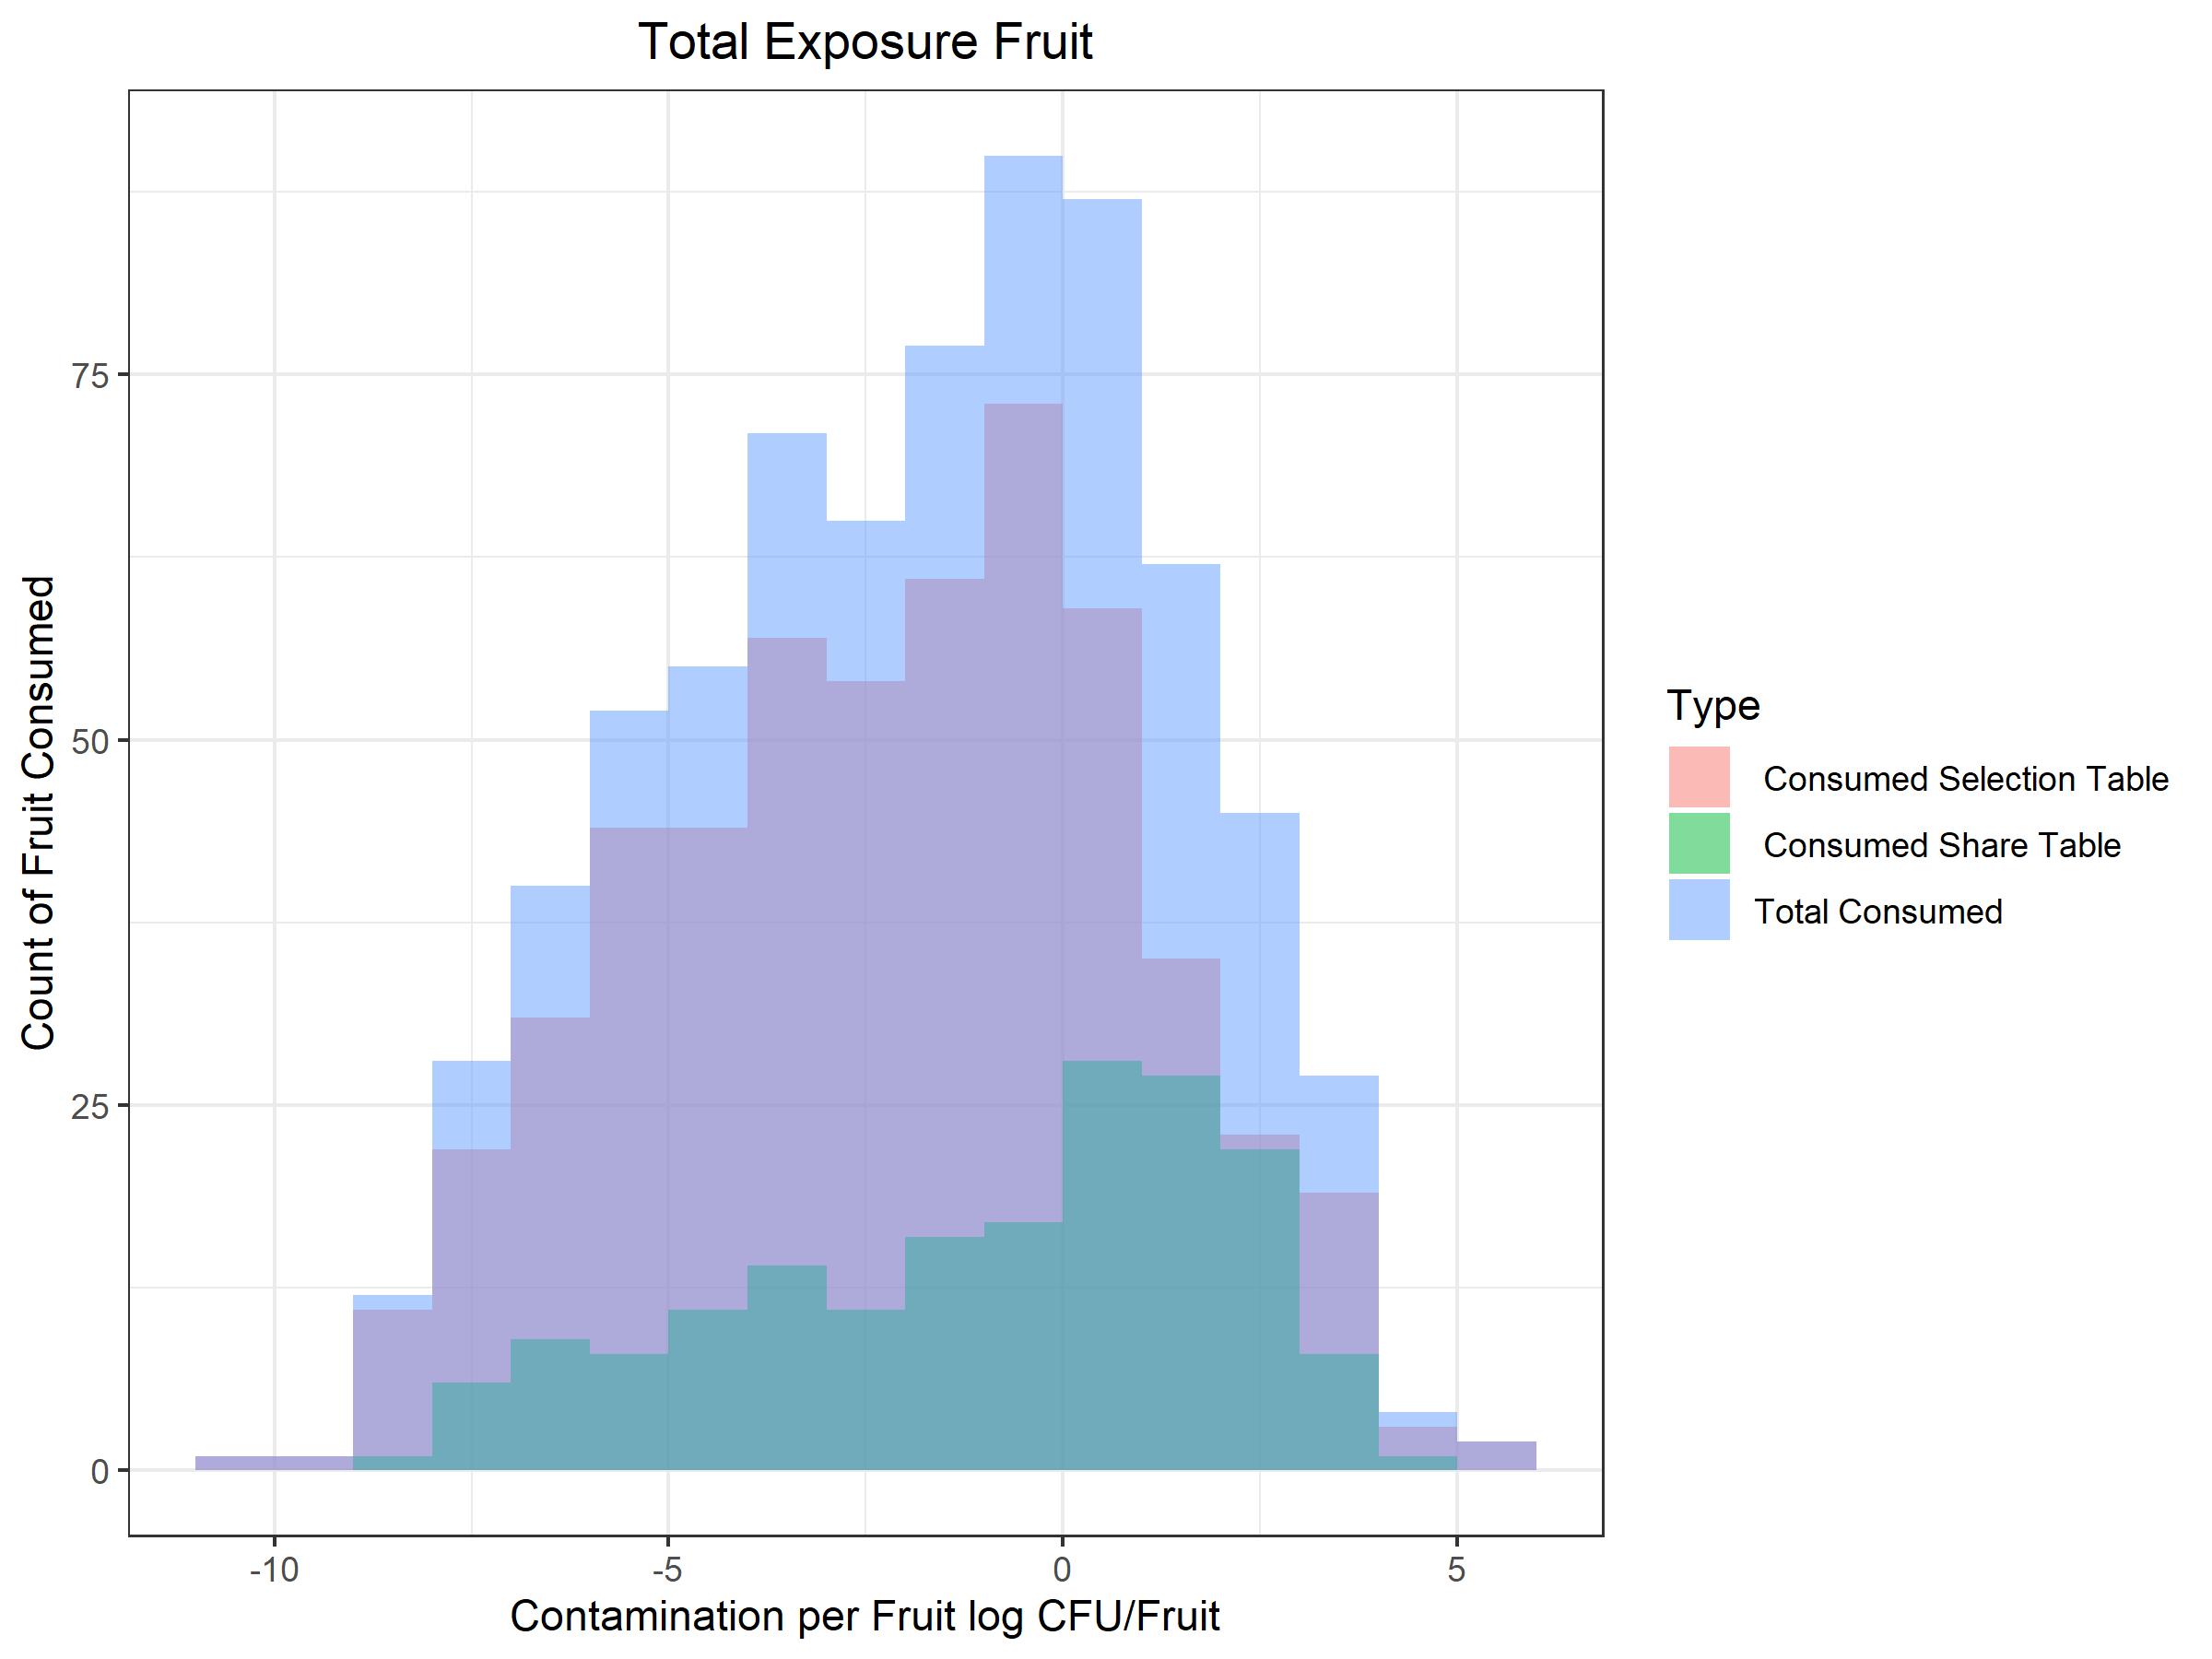 Total Exposure Fruit
Count of Fruit Consumed
75
50
25
0
-10
-5
0
5
Contamination per Fruit log CFU/Fruit
Type
Consumed Selection Table
Consumed Share Table
Total Consumed